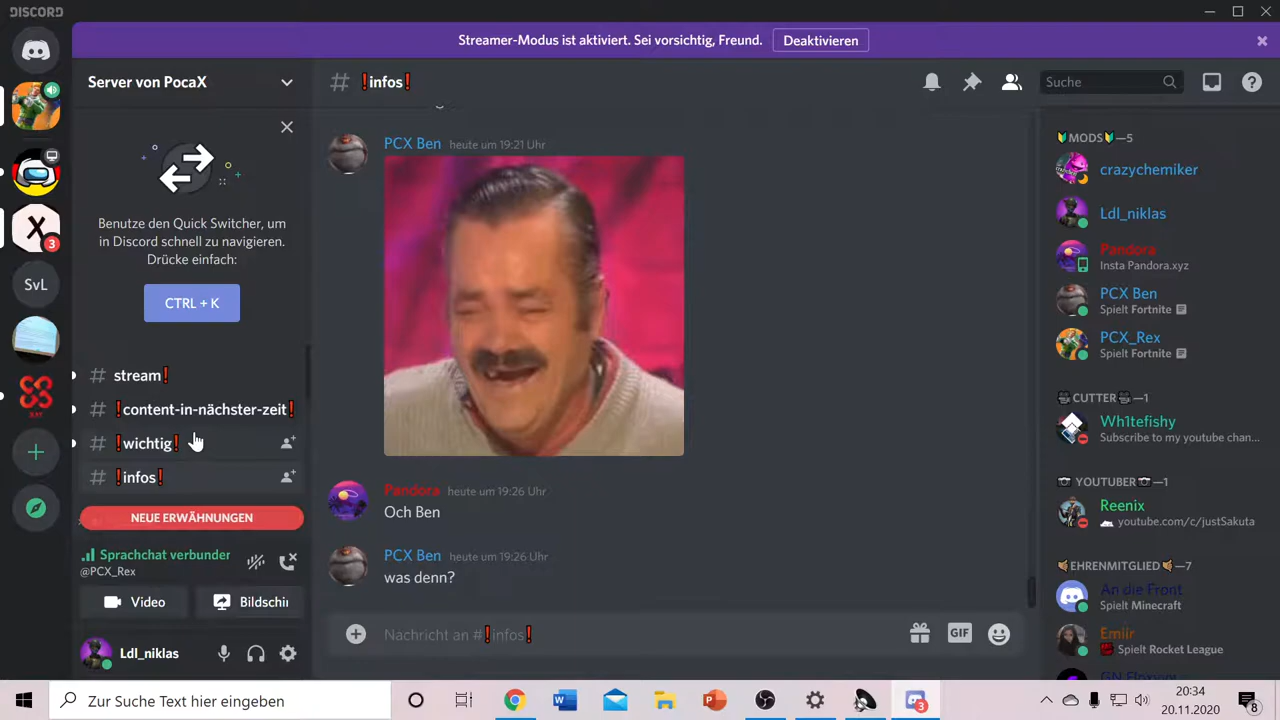 DISCORD
Streamer-Modus ist aktiviert. Sei vorsichtig, Freund.
Deaktivieren
Server von PocaX
Benutze den Quick Switcher, um
in Discord schnell zu navigieren.
Drücke einfach:
CTRL + K
SvL
3
# stream❗
# ❗content-in-nächster-zeit❗
# ❗wichtig❗
# ❗infos❗
NEUE ERWÄHNUNGEN
Sprachchat verbunden
@PCX_Rex
Video
Bildschi
Ldl_niklas
# ❗infos❗
Suche
PCX Ben heute um 19:21 Uhr
Pandora heute um 19:26 Uhr
Och Ben
PCX Ben heute um 19:26 Uhr
was denn?
Nachricht an #❗infos❗
GIF
MODS—5
crazychemiker
Ldl_niklas
Pandora
Insta Pandora.xyz
PCX Ben
Spielt Fortnite
PCX_Rex
Spielt Fortnite
CUTTER—1
Wh1tefishy
Subscribe to my youtube chan...
YOUTUBER—1
Reenix
youtube.com/c/justSakuta
EHRENMITGLIED—7
An die Front
Spielt Minecraft
Emiir
Spielt Rocket League
Zur Suche Text hier eingeben
3
20:34
20.11.2020
8